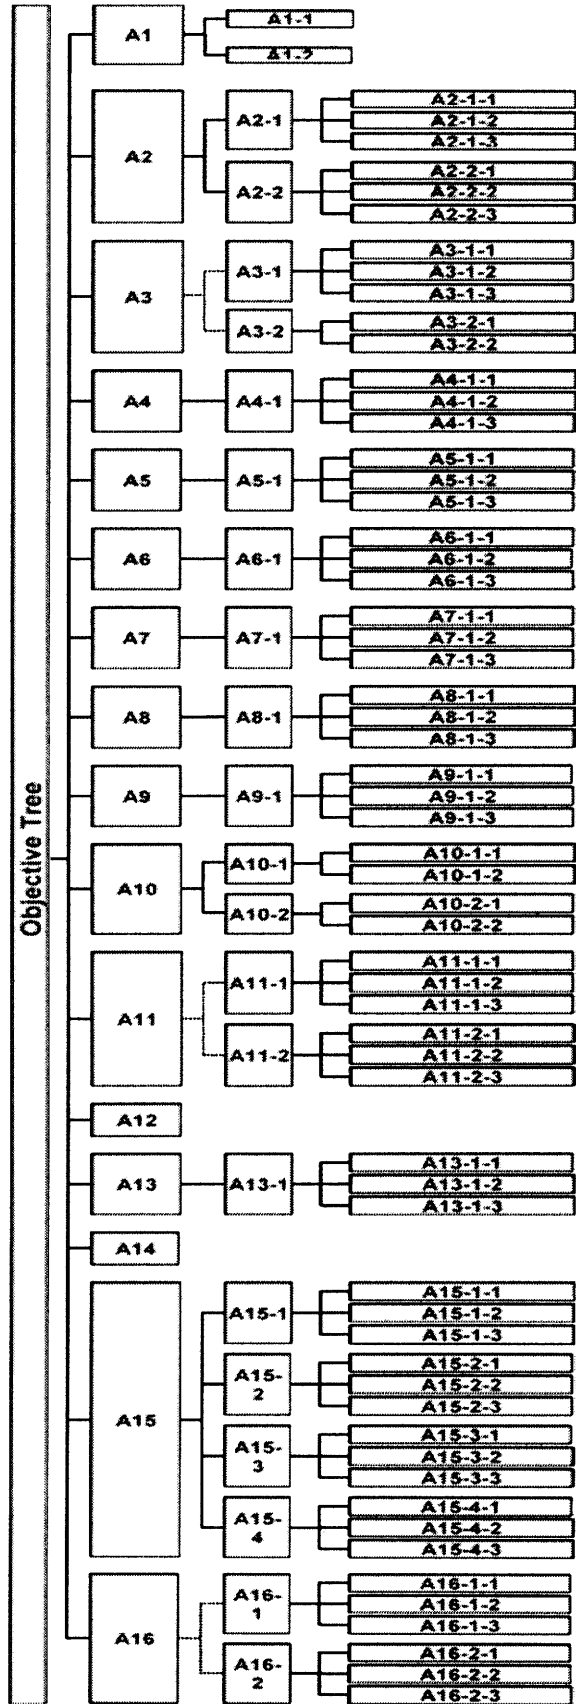 Objective Tree
A1
A1-1
A1-2
A2
A2-1
A2-1-1
A2-1-2
A2-1-3
A2-2
A2-2-1
A2-2-2
A2-2-3
A3
A3-1
A3-1-1
A3-1-2
A3-1-3
A3-2
A3-2-1
A3-2-2
A4
A4-1
A4-1-1
A4-1-2
A4-1-3
A5
A5-1
A5-1-1
A5-1-2
A5-1-3
A6
A6-1
A6-1-1
A6-1-2
A6-1-3
A7
A7-1
A7-1-1
A7-1-2
A7-1-3
A8
A8-1
A8-1-1
A8-1-2
A8-1-3
A9
A9-1
A9-1-1
A9-1-2
A9-1-3
A10
A10-1
A10-1-1
A10-1-2
A10-2
A10-2-1
A10-2-2
A11
A11-1
A11-1-1
A11-1-2
A11-1-3
A11-2
A11-2-1
A11-2-2
A11-2-3
A12
A13
A13-1
A13-1-1
A13-1-2
A13-1-3
A14
A15
A15-1
A15-1-1
A15-1-2
A15-1-3
A15-
2
A15-2-1
A15-2-2
A15-2-3
A15-
3
A15-3-1
A15-3-2
A15-3-3
A15-
4
A15-4-1
A15-4-2
A15-4-3
A16
A16-
1
A16-1-1
A16-1-2
A16-1-3
A16-
2
A16-2-1
A16-2-2
A16-2-3